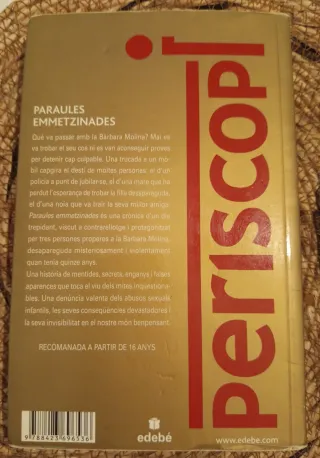 PARAULES
EMMETZINADES
Què va passar amb la Bàrbara Molina? Mai es
va trobar el seu cos ni es van aconseguir proves
per detenir cap culpable. Una trucada a un mò-
bil capgira el destí de moltes persones: el d'un
policia a punt de jubilar-se, el d'una mare que ha
perdut l'esperança de trobar la filla desapareguda,
el d'una noia que va trair la seva millor amiga.
Paraules emmetzinades és una crònica d'un dia
trepidant, viscut a contrarellotge i protagonitzat
per tres persones properes a la Bàrbara Molina,
desapareguda misteriosament i violentament
quan tenia quinze anys.
Una història de mentides, secrets, enganys i falses
aparences que toca el viu dels mites inqüestiona-
bles. Una denúncia valenta dels abusos sexuals
infantils, les seves conseqüències devastadores i
la seva invisibilitat en el nostre món benpensant.
RECOMANADA A PARTIR DE 16 ANYS
edebé
www.edebe.com
periscopi